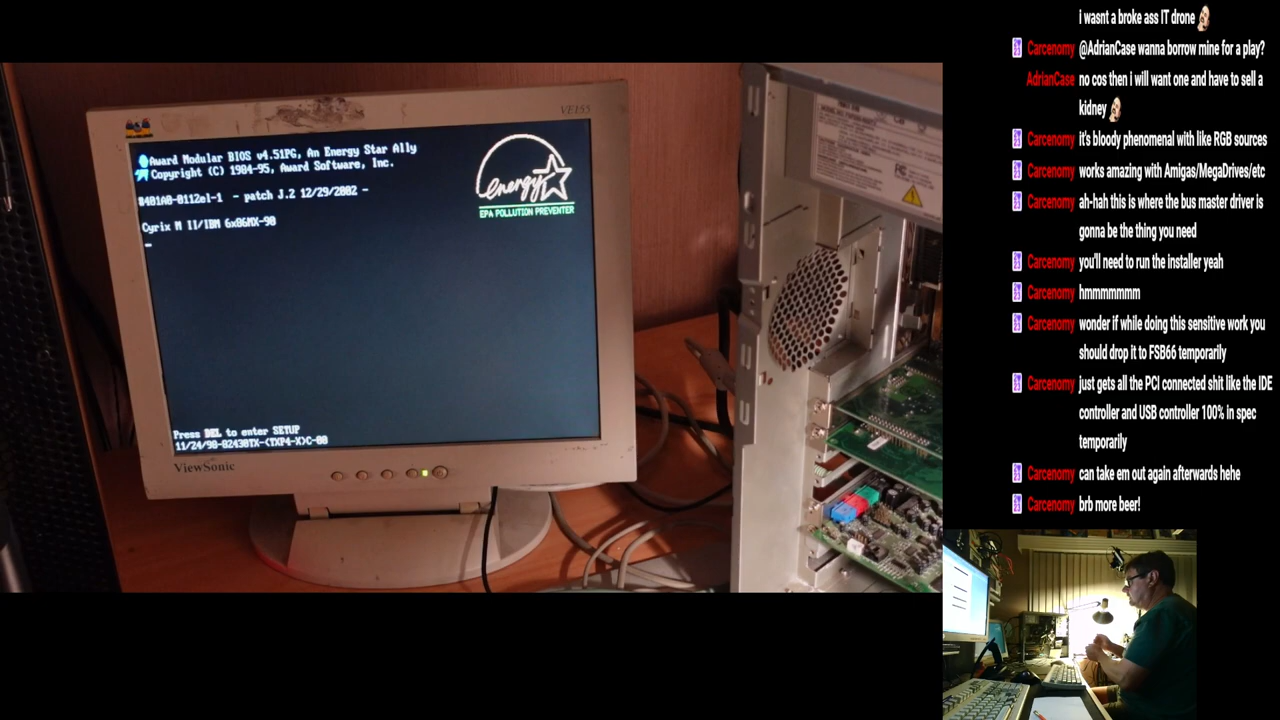 VE155
Award Modular BIOS v4.51PG, An Energy Star Ally
Copyright (C) 1984-95, Award Software, Inc.
#401A0-0112el-1 - patch J.2 12/29/2002 -
Cyrix M II/IBM 6x86MX-90
energy
EPA POLLUTION PREVENTER
Press DEL to enter SETUP
11/24/98-i430TX-(TXP4-X)C-00
ViewSonic
i wasnt a broke ass IT drone
Carcenomy @AdrianCase wanna borrow mine for a play?
AdrianCase no cos then i will want one and have to sell a
kidney
Carcenomy it's bloody phenomenal with like RGB sources
Carcenomy works amazing with Amigas/MegaDrives/etc
Carcenomy ah-hah this is where the bus master driver is
gonna be the thing you need
Carcenomy you'll need to run the installer yeah
Carcenomy hmmmmmmm
Carcenomy wonder if while doing this sensitive work you
should drop it to FSB66 temporarily
Carcenomy just gets all the PCI connected shit like the IDE
controller and USB controller 100% in spec
temporarily
Carcenomy can take em out again afterwards hehe
Carcenomy brb more beer!